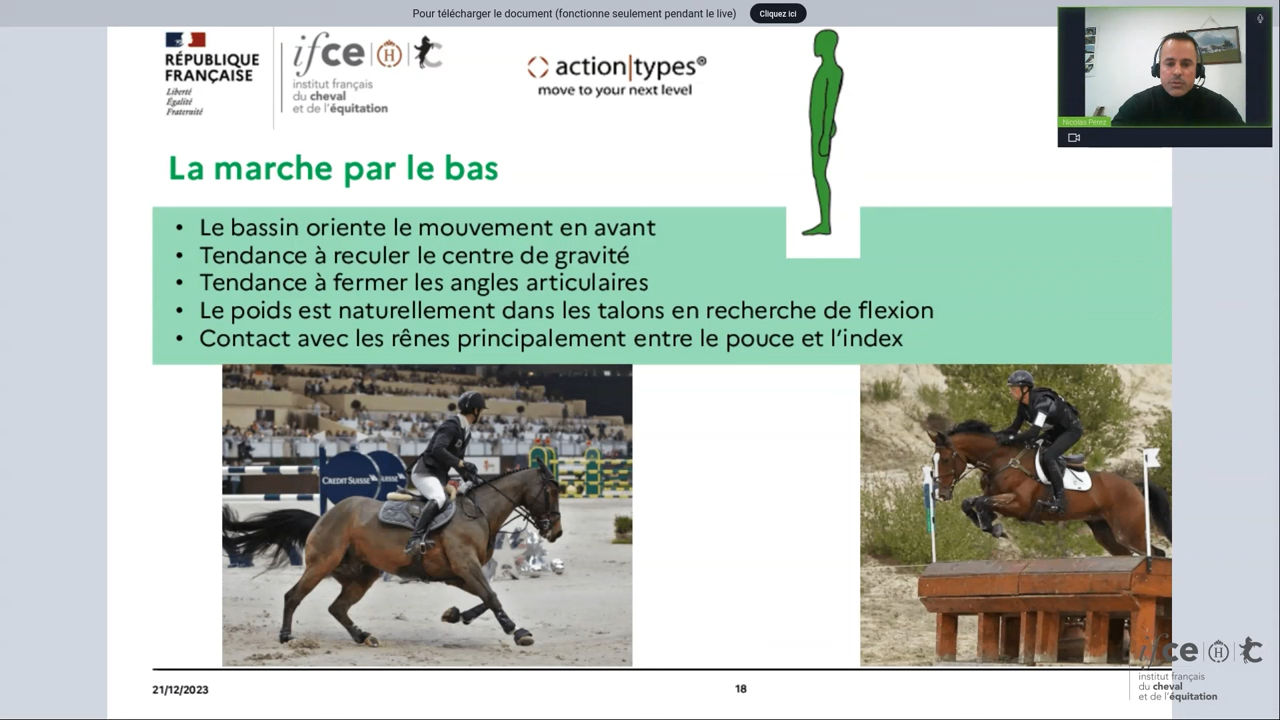 Pour télécharger le document (fonctionne seulement pendant le live)
Cliquez ici
RÉPUBLIQUE
FRANÇAISE
Liberté
Égalité
Fraternité
ifce
institut français
du cheval
et de l'équitation
action|types®
move to your next level
Nicolas Perez
La marche par le bas
• Le bassin oriente le mouvement en avant
• Tendance à reculer le centre de gravité
• Tendance à fermer les angles articulaires
• Le poids est naturellement dans les talons en recherche de flexion
• Contact avec les rênes principalement entre le pouce et l'index
CREDIT SUISSE
21/12/2023
18
ifce
institut français
du cheval
et de l'équitation